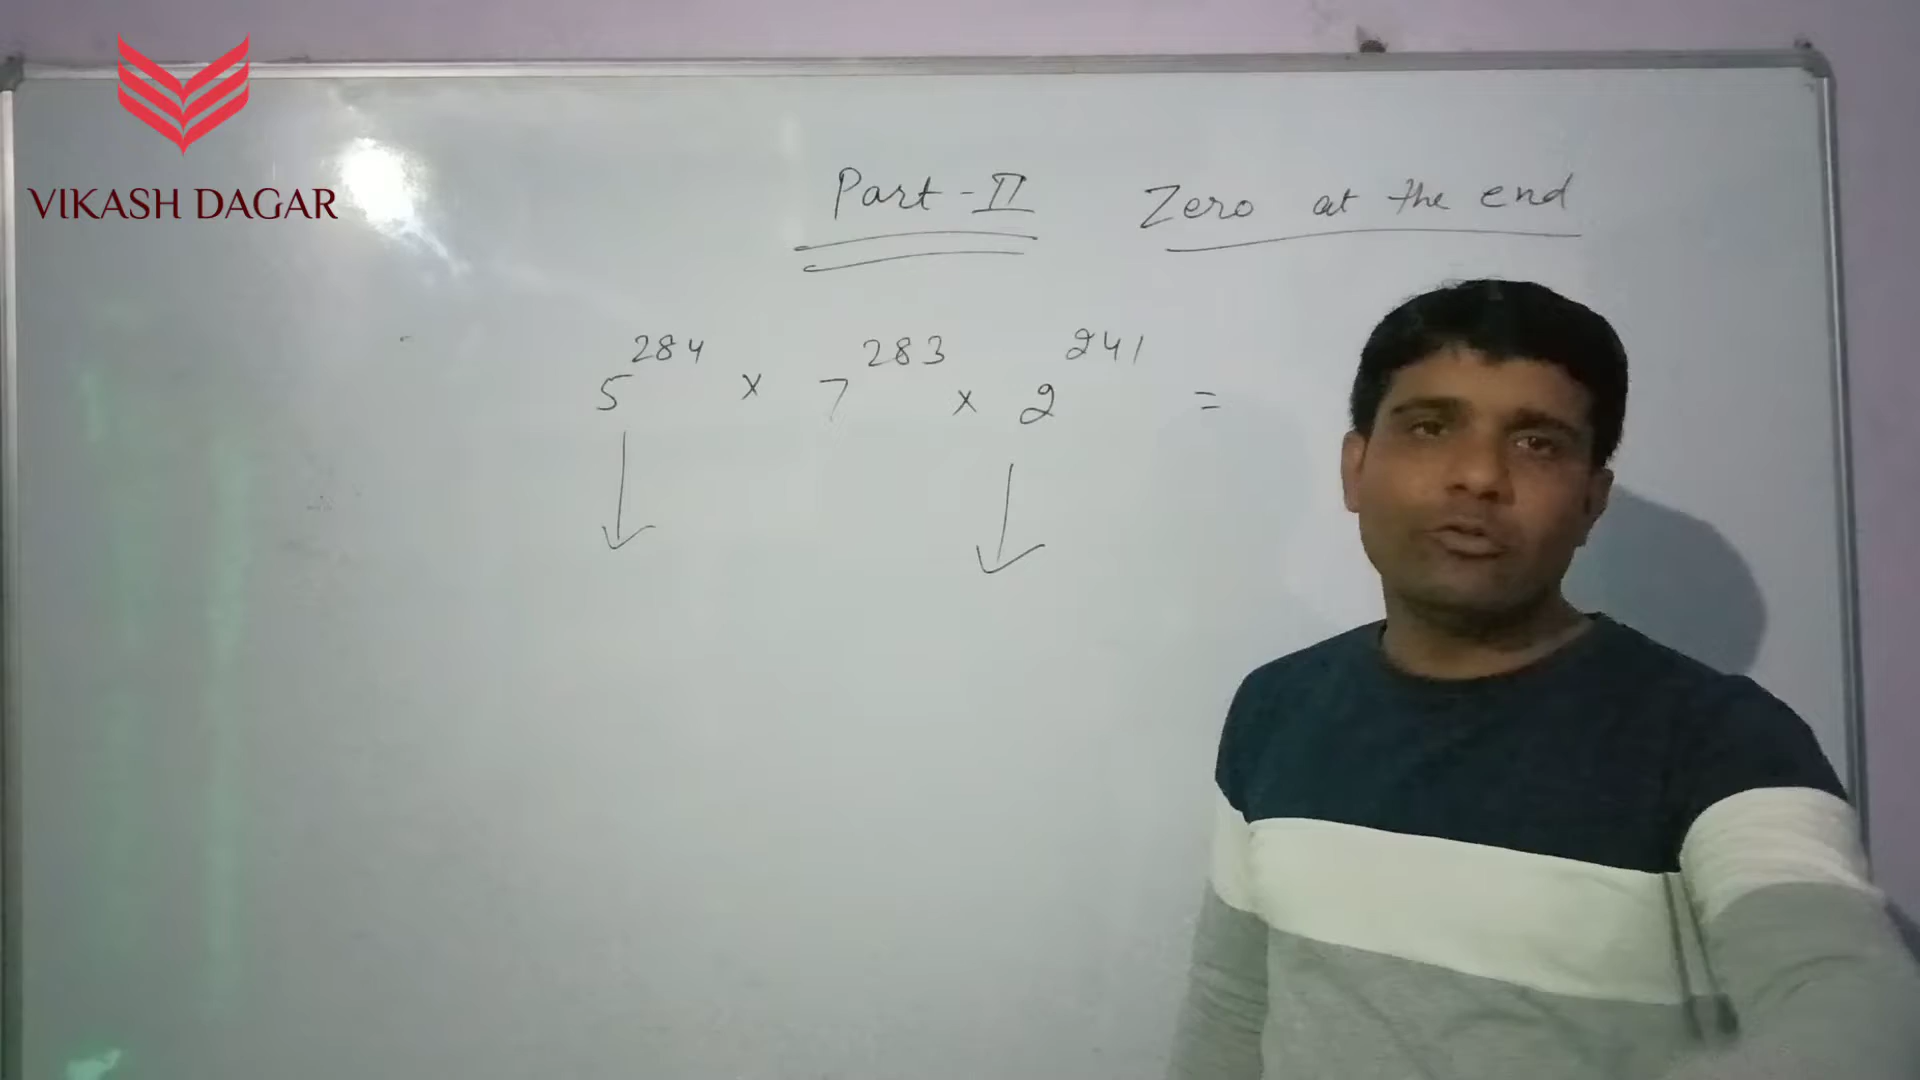 VIKASH DAGAR
Part-II Zero at the end
5^284 x 7^283 x 2^241 =